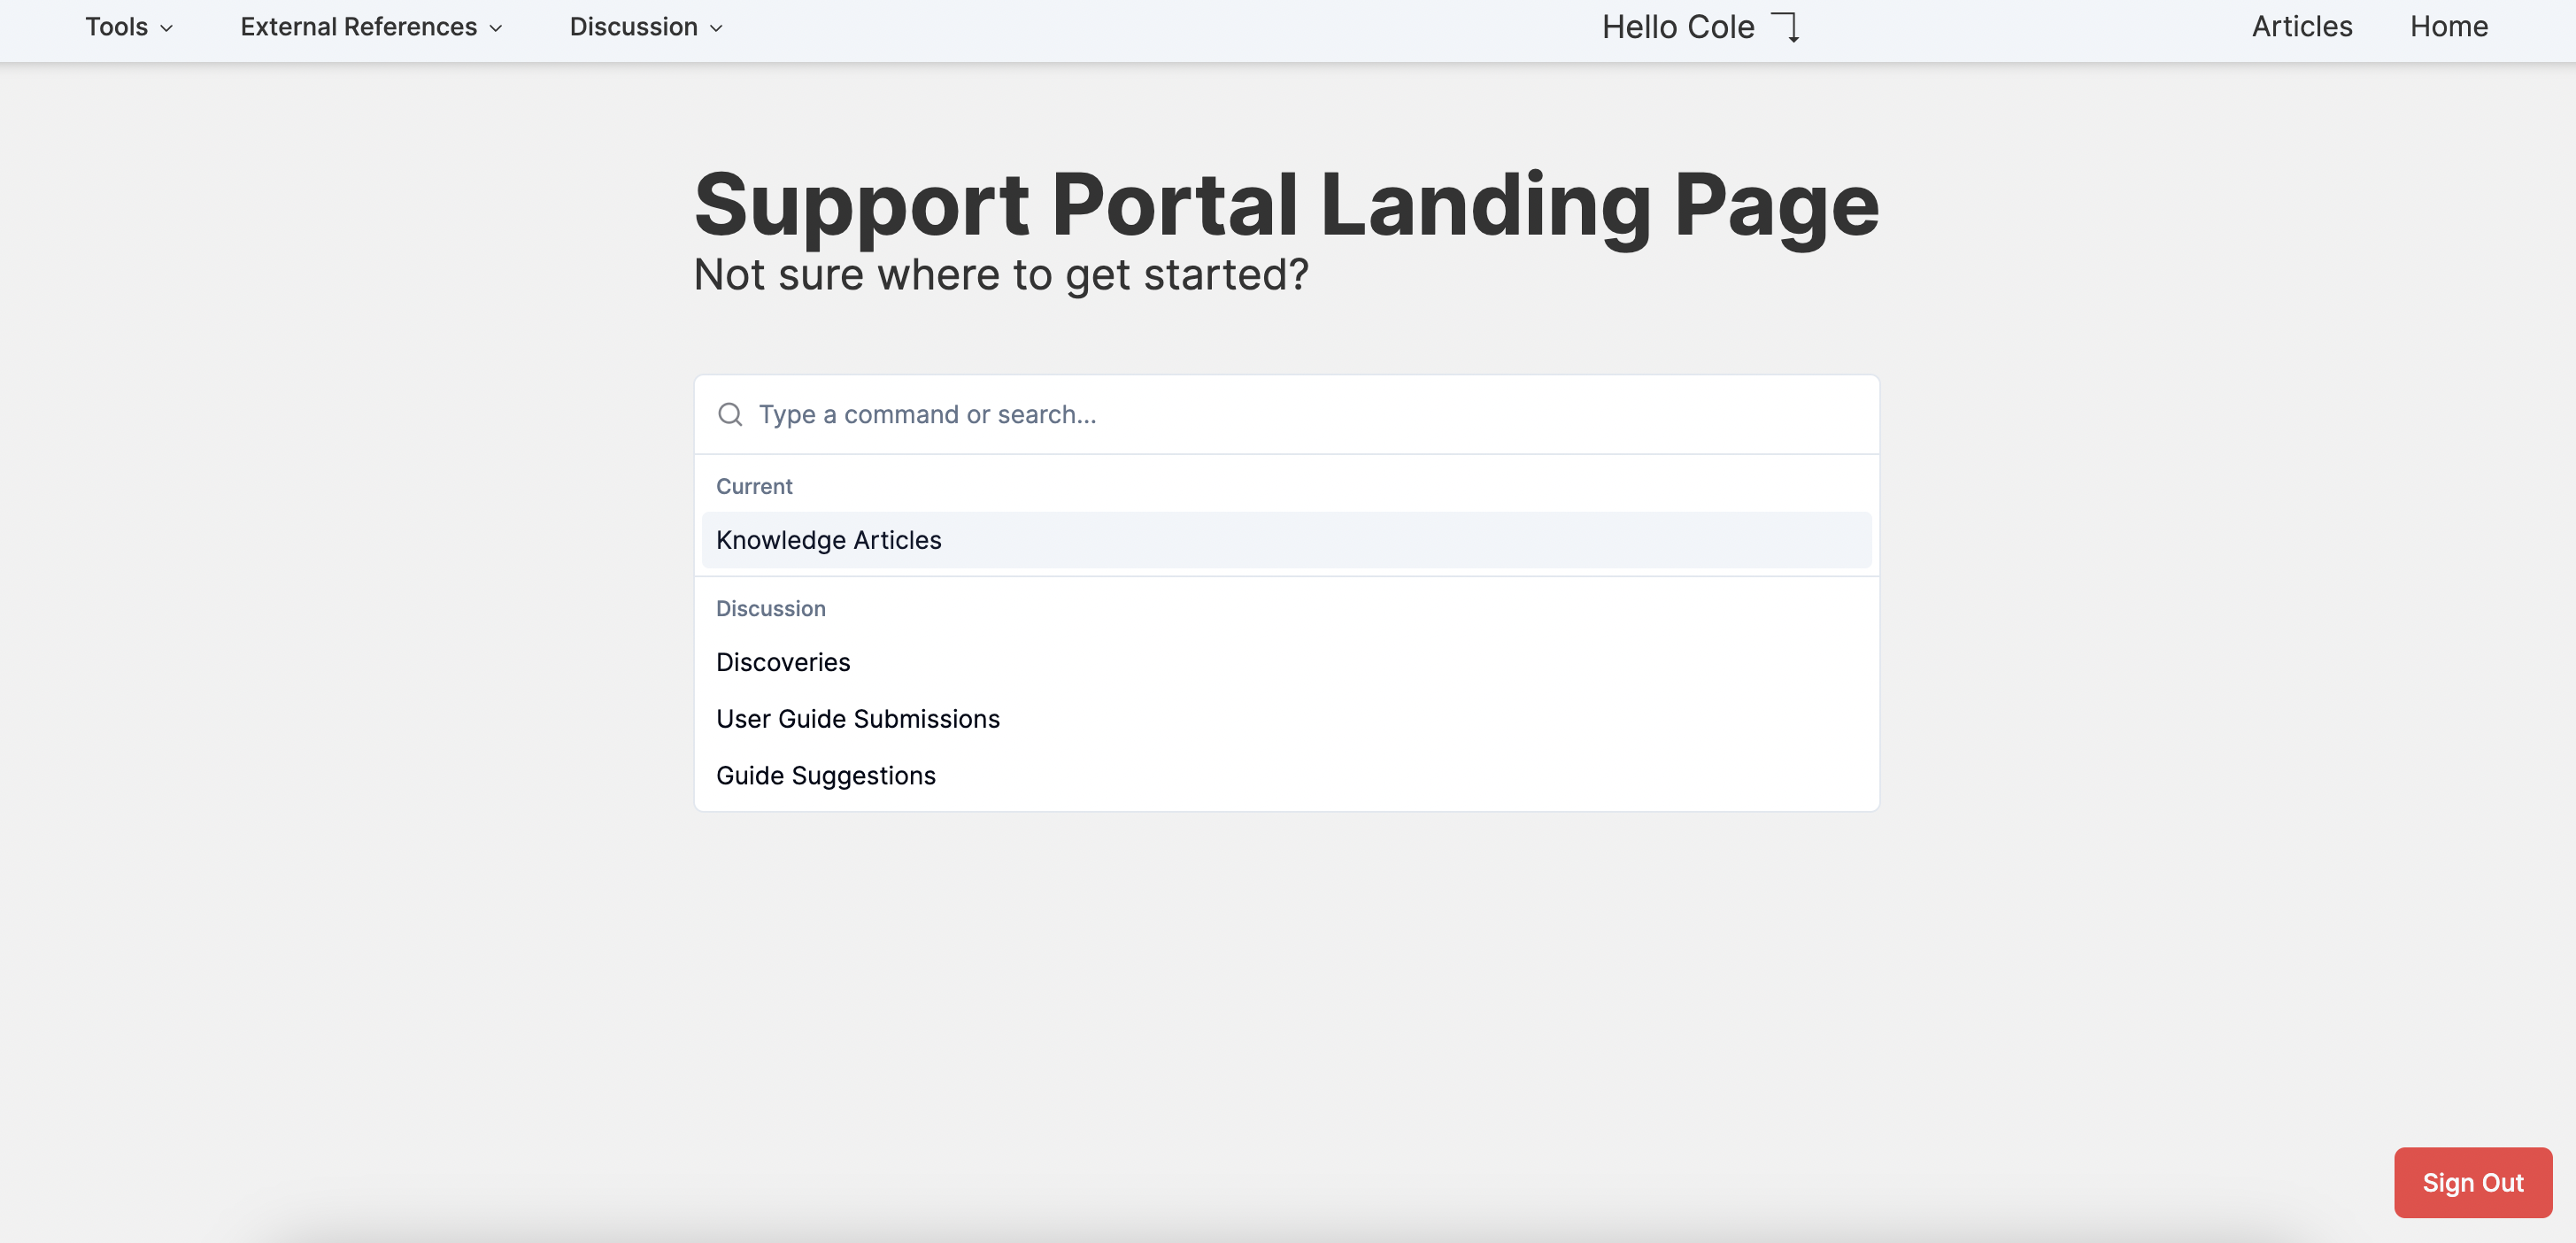 Tools External References Discussion Hello Cole Articles Home
Support Portal Landing Page
Not sure where to get started?
Type a command or search...
Current
Knowledge Articles
Discussion
Discoveries
User Guide Submissions
Guide Suggestions
Sign Out